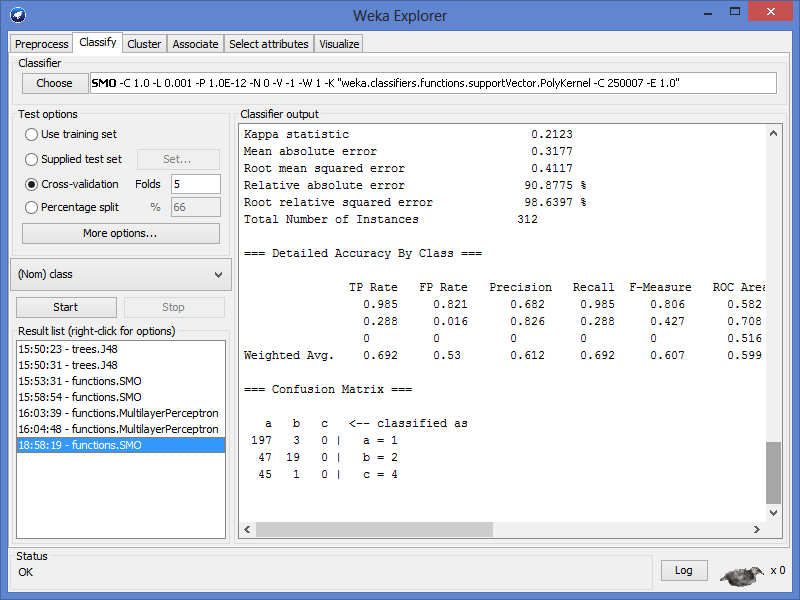 Weka Explorer
Preprocess Classify Cluster Associate Select attributes Visualize
Classifier
Choose SMO -C 1.0 -L 0.001 -P 1.0E-12 -N 0 -V -1 -W 1 -K "weka.classifiers.functions.supportVector.PolyKernel -C 250007 -E 1.0"
Test options
Use training set
Supplied test set Set...
Cross-validation Folds 5
Percentage split % 66
More options...
(Nom) class
Start Stop
Result list (right-click for options)
15:50:23 - trees.J48
15:50:31 - trees.J48
15:53:31 - functions.SMO
15:58:54 - functions.SMO
16:03:39 - functions.MultilayerPerceptron
16:04:48 - functions.MultilayerPerceptron
18:58:19 - functions.SMO
Classifier output
Kappa statistic 0.2123
Mean absolute error 0.3177
Root mean squared error 0.4117
Relative absolute error 90.8775 %
Root relative squared error 98.6397 %
Total Number of Instances 312
=== Detailed Accuracy By Class ===
TP Rate FP Rate Precision Recall F-Measure ROC Area
0.985 0.821 0.682 0.985 0.806 0.582
0.288 0.016 0.826 0.288 0.427 0.708
0 0 0 0 0 0.516
Weighted Avg. 0.692 0.53 0.612 0.692 0.607 0.599
=== Confusion Matrix ===
a b c <-- classified as
197 3 0 | a = 1
47 19 0 | b = 2
45 1 0 | c = 4
Status
OK
Log
x 0